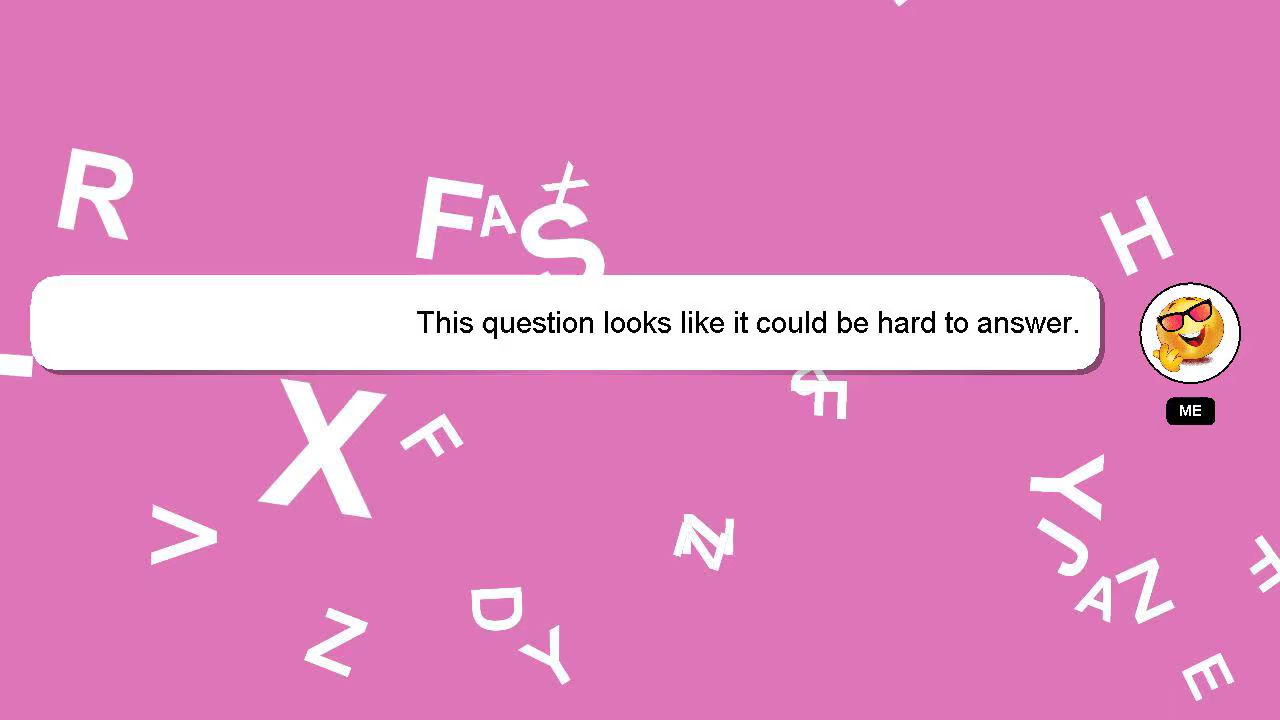 R
F
A
X
S
H
This question looks like it could be hard to answer.
ME
X
F
F
Y
V
N
J
Z
A
Z
F
D
Y
N
E